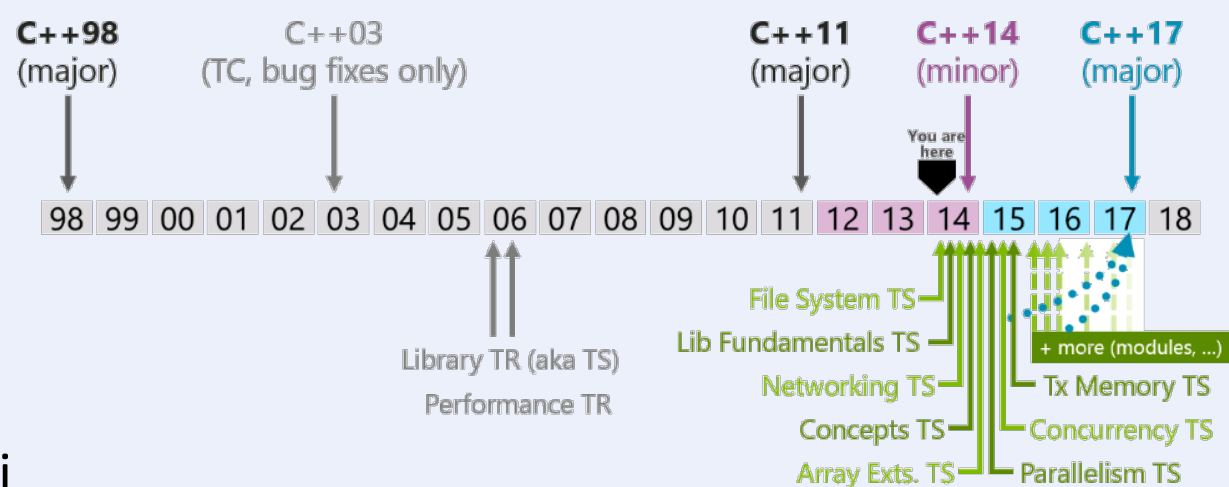 C++98
(major)
C++03
(TC, bug fixes only)
C++11
(major)
C++14
(minor)
C++17
(major)
You are
here
98 99 00 01 02 03 04 05 06 07 08 09 10 11 12 13 14 15 16 17 18
File System TS
Lib Fundamentals TS
+ more (modules, ...)
Library TR (aka TS)
Networking TS
Tx Memory TS
Performance TR
Concepts TS
Concurrency TS
Array Exts. TS
Parallelism TS
i